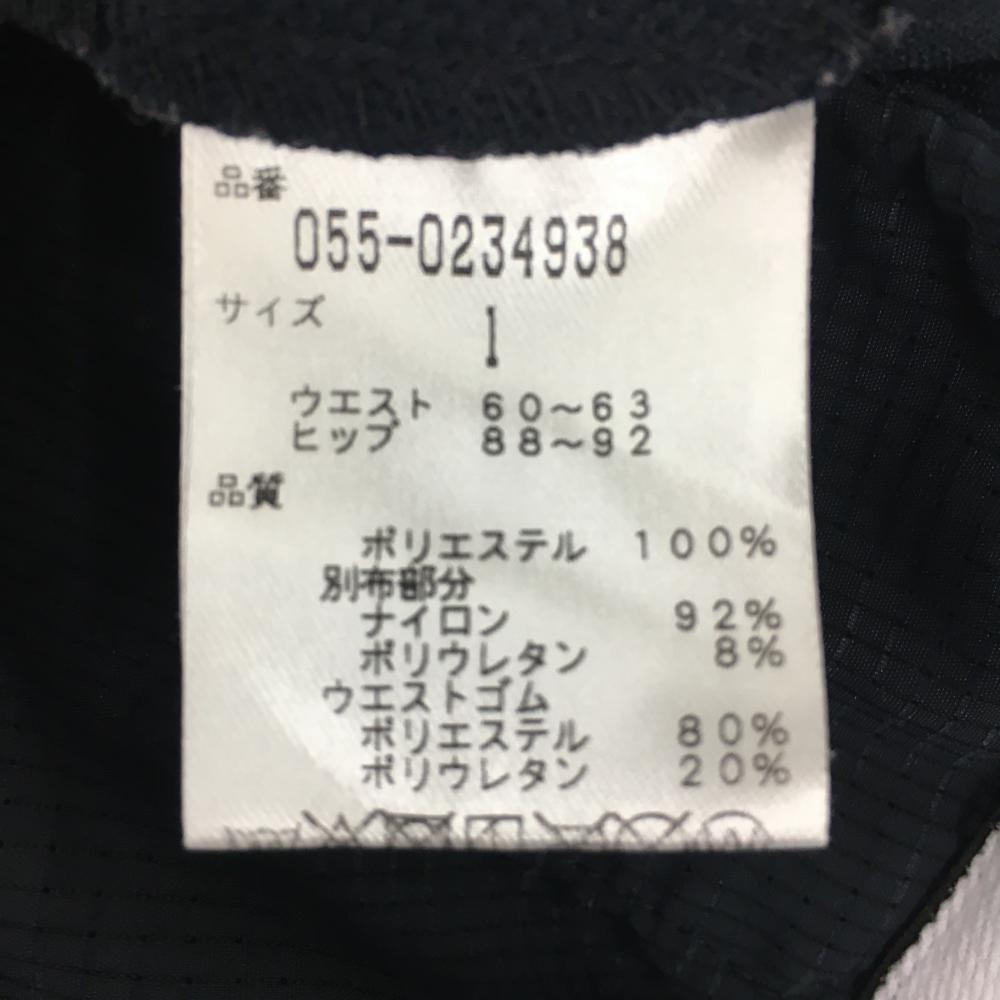 品番
055-0234938
サイズ
1
ウエスト 60～63
ヒップ 88～92
品質
ポリエステル 100%
別布部分
ナイロン 92%
ポリウレタン 8%
ウエストゴム
ポリエステル 80%
ポリウレタン 20%